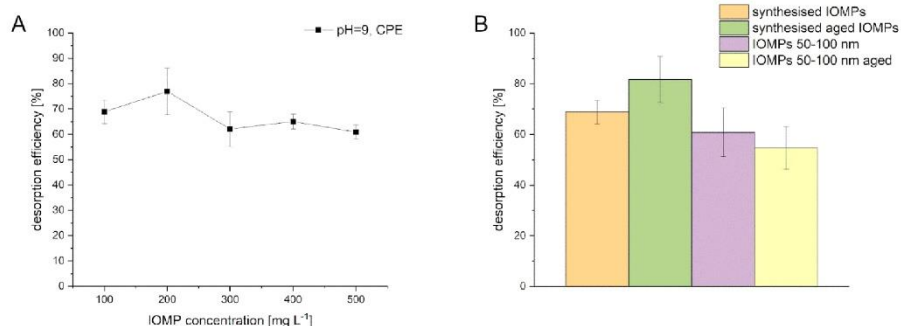 A
pH=9, CPE
desorption efficiency [%]
100
90
80
70
60
50
40
30
20
10
0
100
200
300
400
500
IOMP concentration [mg L⁻¹]
B
synthesised IOMPs
synthesised aged IOMPs
IOMPs 50-100 nm
IOMPs 50-100 nm aged
desorption efficiency [%]
100
80
60
40
20
0